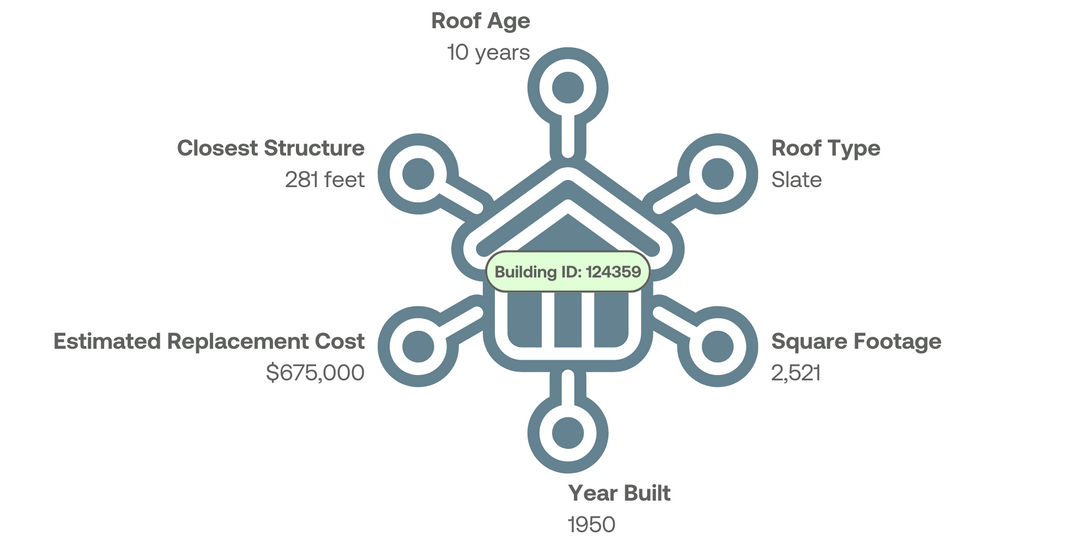 Roof Age
10 years
Closest Structure
281 feet
Roof Type
Slate
Building ID: 124359
Estimated Replacement Cost
$675,000
Square Footage
2,521
Year Built
1950